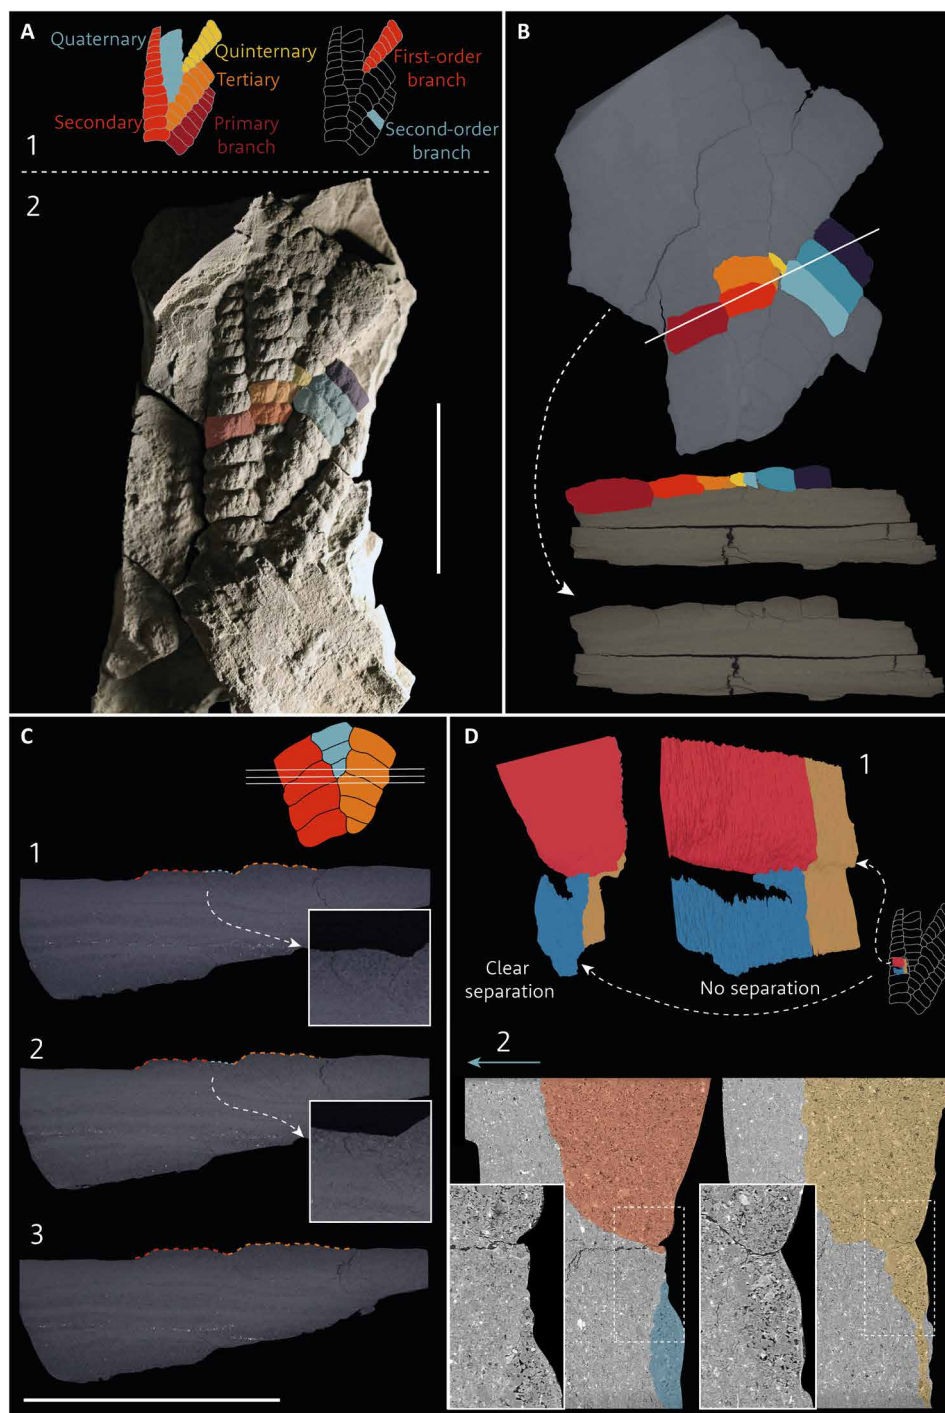 A
B
Quaternary
Quinternary
Tertiary
Secondary
Primary
branch
First-order
branch
Second-order
branch
1
2
C
1
2
3
D
1
Clear
separation
No separation
2